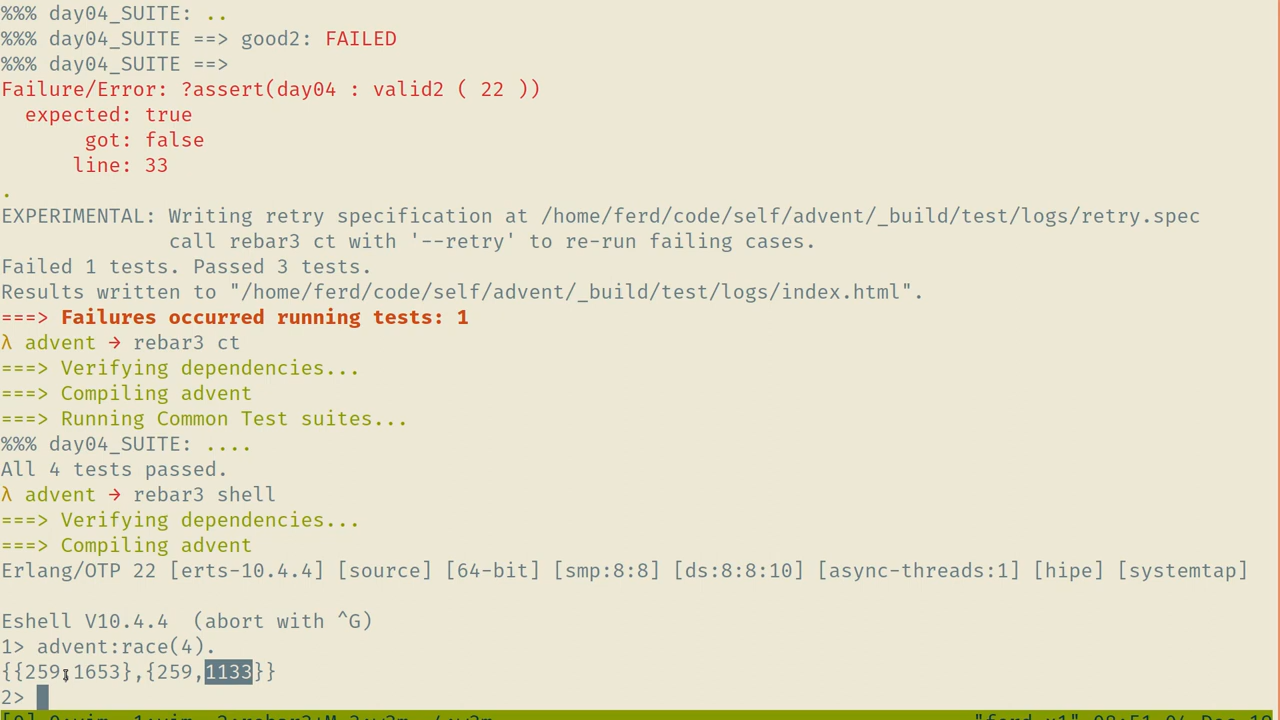 %%% day04_SUITE: ..
%%% day04_SUITE ==> good2: FAILED
%%% day04_SUITE ==>
Failure/Error: ?assert(day04 : valid2 ( 22 ))
  expected: true
       got: false
      line: 33
.
EXPERIMENTAL: Writing retry specification at /home/ferd/code/self/advent/_build/test/logs/retry.spec
              call rebar3 ct with '--retry' to re-run failing cases.
Failed 1 tests. Passed 3 tests.
Results written to "/home/ferd/code/self/advent/_build/test/logs/index.html".
===> Failures occurred running tests: 1
λ advent → rebar3 ct
===> Verifying dependencies...
===> Compiling advent
===> Running Common Test suites...
%%% day04_SUITE: ....
All 4 tests passed.
λ advent → rebar3 shell
===> Verifying dependencies...
===> Compiling advent
Erlang/OTP 22 [erts-10.4.4] [source] [64-bit] [smp:8:8] [ds:8:8:10] [async-threads:1] [hipe] [systemtap]
Eshell V10.4.4  (abort with ^G)
1> advent:race(4).
{{259,1653},{259,1133}}
2>